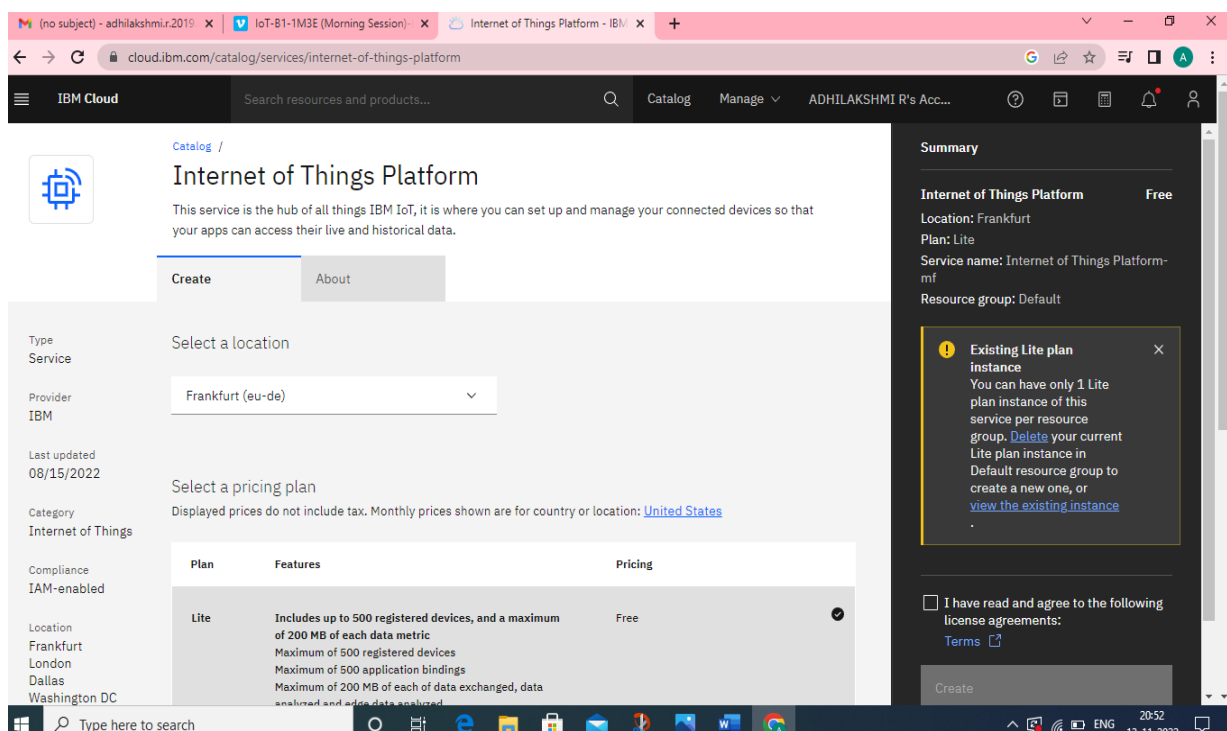 (no subject) - adhilakshmi.r.2019
IoT-B1-1M3E (Morning Session)-
Internet of Things Platform - IBM
cloud.ibm.com/catalog/services/internet-of-things-platform
A
IBM Cloud
Search resources and products...
Catalog
Manage
ADHILAKSHMI R's Acc...
Catalog /
Internet of Things Platform
This service is the hub of all things IBM IoT, it is where you can set up and manage your connected devices so that
your apps can access their live and historical data.
Create
About
Type
Service
Provider
IBM
Last updated
08/15/2022
Category
Internet of Things
Compliance
IAM-enabled
Location
Frankfurt
London
Dallas
Washington DC
Select a location
Frankfurt (eu-de)
Select a pricing plan
Displayed prices do not include tax. Monthly prices shown are for country or location: United States
Plan Features Pricing
Lite Includes up to 500 registered devices, and a maximum Free
of 200 MB of each data metric
Maximum of 500 registered devices
Maximum of 500 application bindings
Maximum of 200 MB of each of data exchanged, data
analyzed and edge data analyzed
Summary
Internet of Things Platform Free
Location: Frankfurt
Plan: Lite
Service name: Internet of Things Platform-
mf
Resource group: Default
Existing Lite plan
instance
You can have only 1 Lite
plan instance of this
service per resource
group. Delete your current
Lite plan instance in
Default resource group to
create a new one, or
view the existing instance
.
I have read and agree to the following
license agreements:
Terms
Create
Type here to search
ENG
20:52